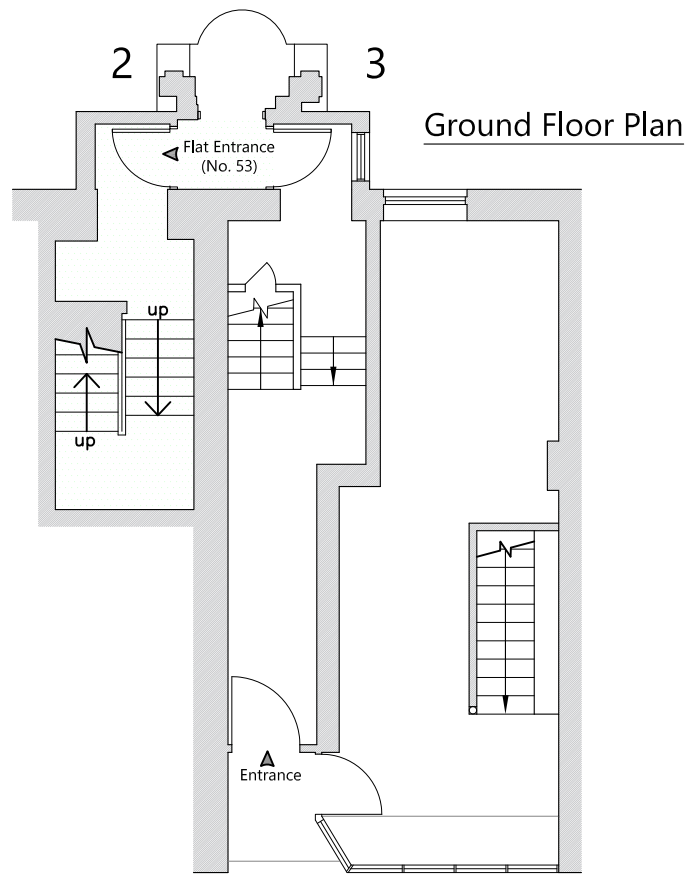 2
3
Ground Floor Plan
Flat Entrance
(No. 53)
up
up
Entrance